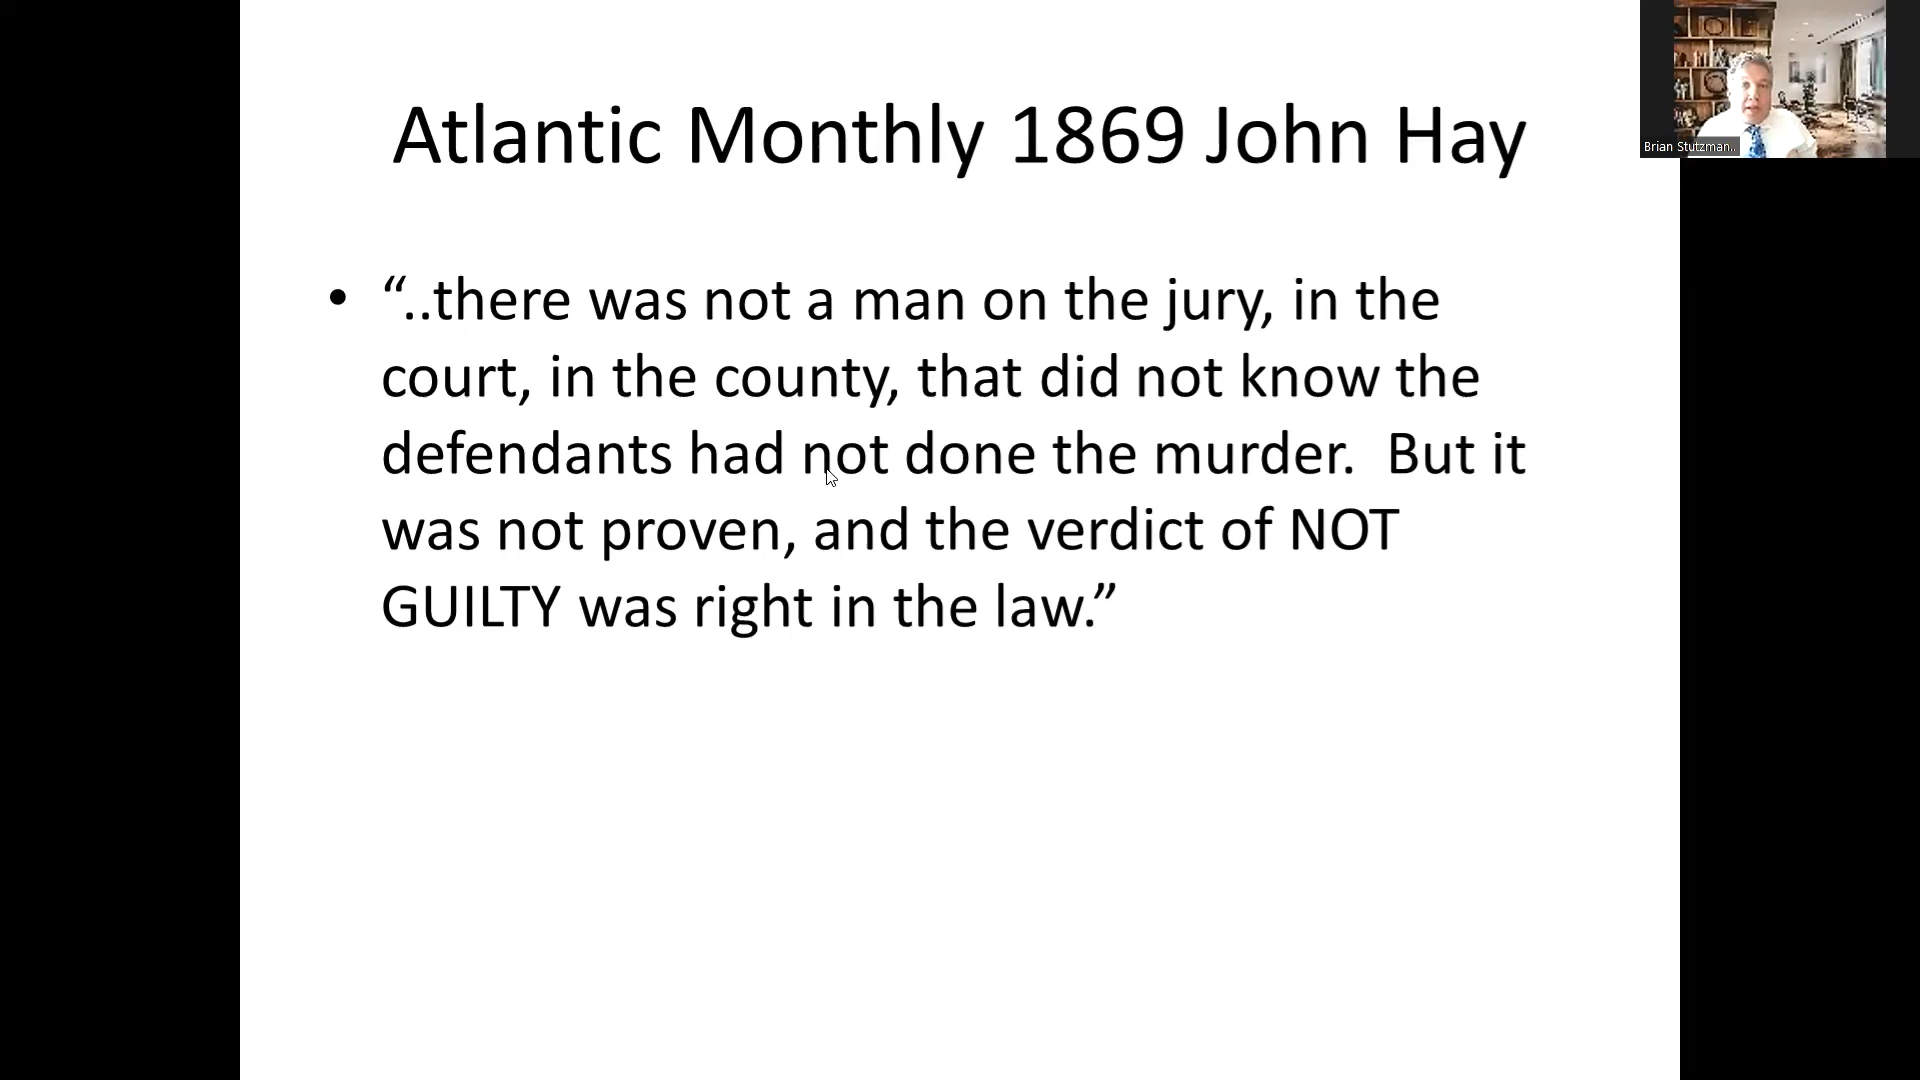 Atlantic Monthly 1869 John Hay
Brian Stutzman..
• “..there was not a man on the jury, in the
court, in the county, that did not know the
defendants had not done the murder.  But it
was not proven, and the verdict of NOT
GUILTY was right in the law.”